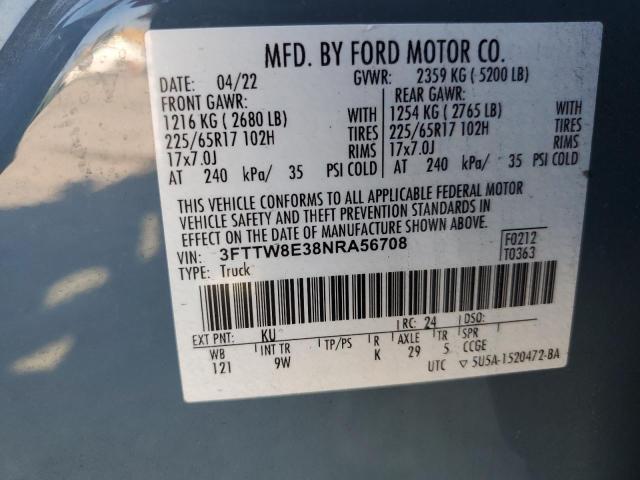 MFD. BY FORD MOTOR CO.
DATE: 04/22 GVWR: 2359 KG ( 5200 LB)
FRONT GAWR: REAR GAWR:
1216 KG ( 2680 LB) WITH 1254 KG ( 2765 LB) WITH
225/65R17 102H TIRES 225/65R17 102H TIRES
17x7.0J RIMS 17x7.0J RIMS
AT 240 kPa/ 35 PSI COLD AT 240 kPa/ 35 PSI COLD
THIS VEHICLE CONFORMS TO ALL APPLICABLE FEDERAL MOTOR
VEHICLE SAFETY AND THEFT PREVENTION STANDARDS IN
EFFECT ON THE DATE OF MANUFACTURE SHOWN ABOVE.
VIN: 3FTTW8E38NRA56708 F0212
TYPE: Truck T0363
EXT PNT: KU RC: 24 DSO:
WB INT TR TP/PS R AXLE TR SPR
121 9W K 29 5 CCGE
UTC ▽ 5U5A-1520472-BA